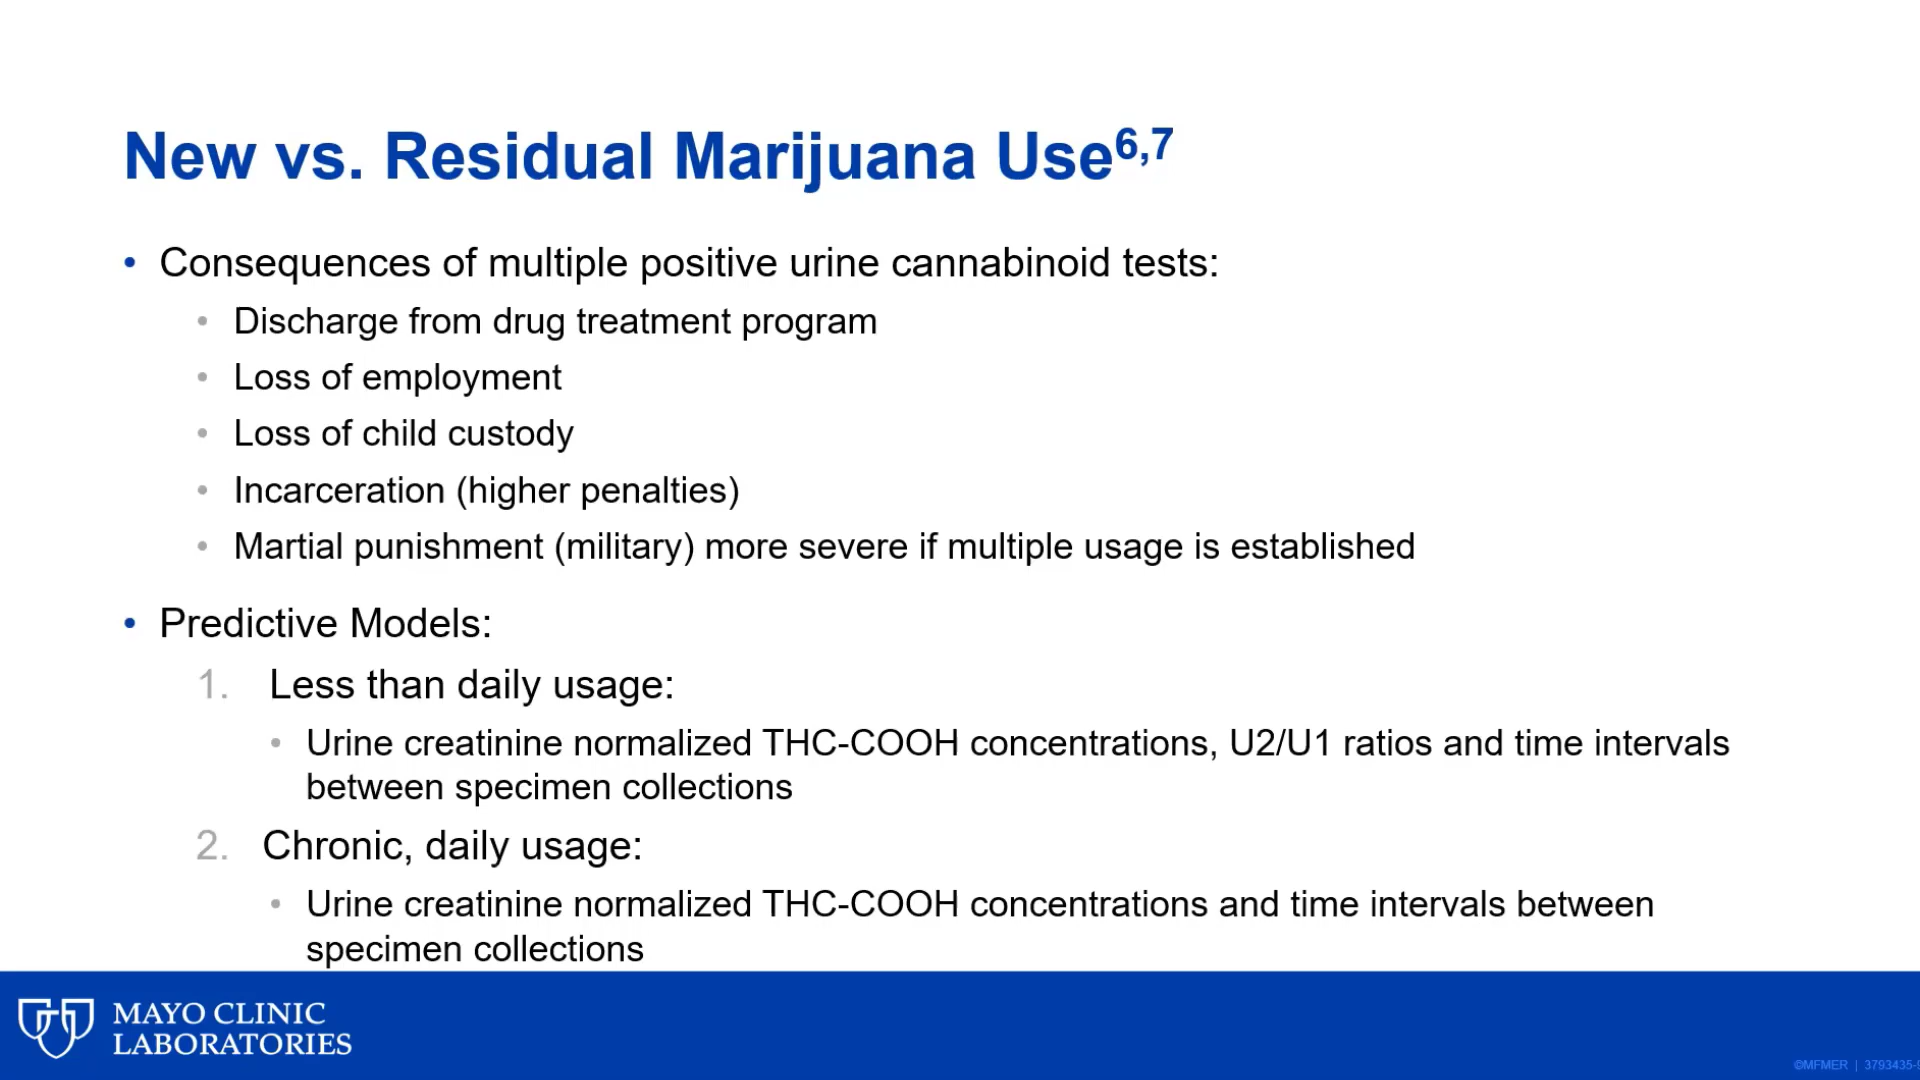 New vs. Residual Marijuana Use6,7
• Consequences of multiple positive urine cannabinoid tests:
• Discharge from drug treatment program
• Loss of employment
• Loss of child custody
• Incarceration (higher penalties)
• Martial punishment (military) more severe if multiple usage is established
• Predictive Models:
1. Less than daily usage:
• Urine creatinine normalized THC-COOH concentrations, U2/U1 ratios and time intervals
between specimen collections
2. Chronic, daily usage:
• Urine creatinine normalized THC-COOH concentrations and time intervals between
specimen collections
MAYO CLINIC
LABORATORIES
©MFMER | 3793435-